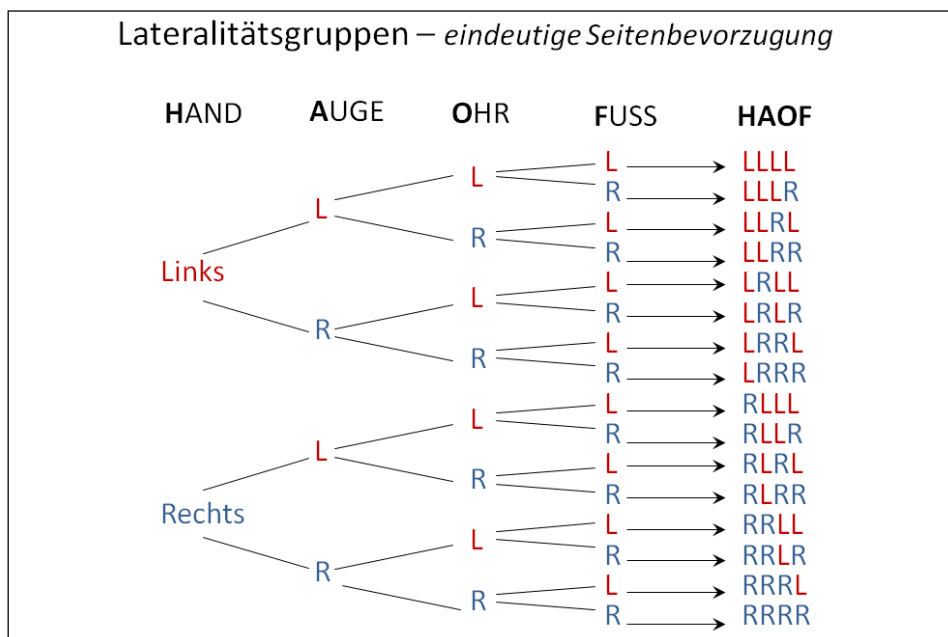 Lateralitätsgruppen – eindeutige Seitenbevorzugung
HAND AUGE OHR FUSS HAOF
L LLLL
L
R LLLR
L
L LLRL
R
R LLRR
Links
L LRLL
L
R LRLR
R
L LRRL
R
R LRRR
L RLLL
L
R RLLR
L
L RLRL
R
R RLRR
Rechts
L RRLL
L
R RRLR
R
L RRRL
R
R RRRR